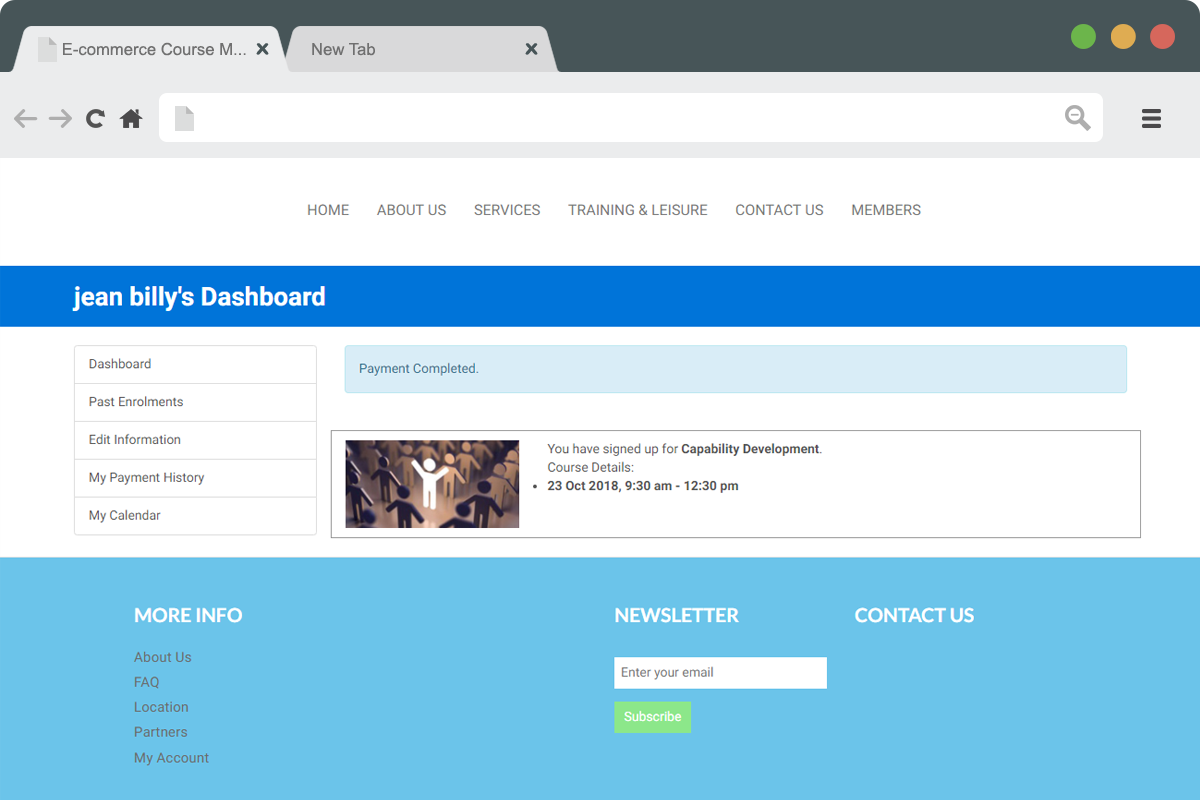 E-commerce Course M...
New Tab
HOME ABOUT US SERVICES TRAINING & LEISURE CONTACT US MEMBERS
jean billy's Dashboard
Dashboard
Past Enrolments
Edit Information
My Payment History
My Calendar
Payment Completed.
You have signed up for Capability Development.
Course Details:
• 23 Oct 2018, 9:30 am - 12:30 pm
MORE INFO
About Us
FAQ
Location
Partners
My Account
NEWSLETTER
Enter your email
Subscribe
CONTACT US